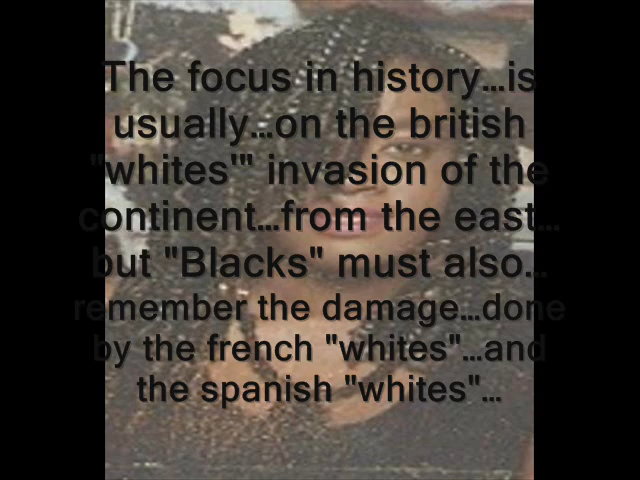 The focus in history...is
usually...on the british
"whites'" invasion of the
continent...from the east...
but "Blacks" must also...
remember the damage...done
by the french "whites"...and
the spanish "whites"...